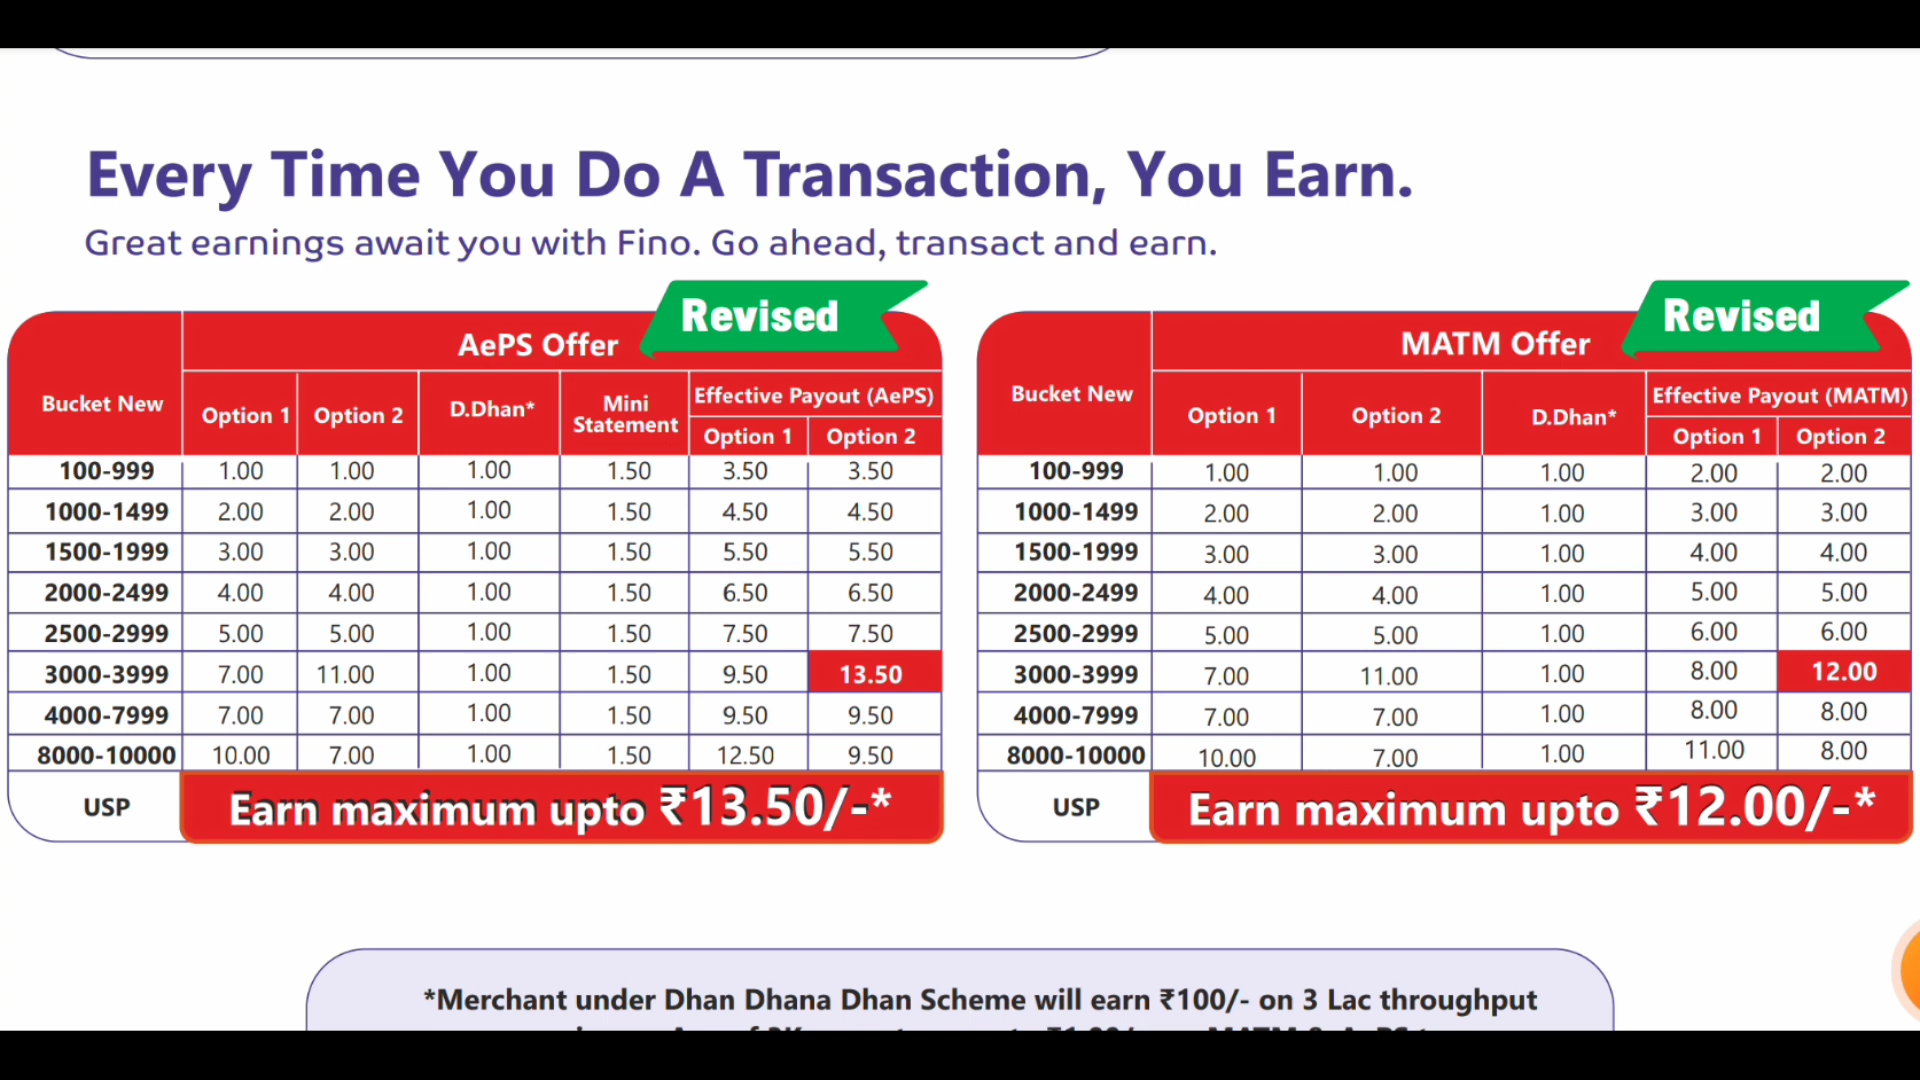 Every Time You Do A Transaction, You Earn.
Great earnings await you with Fino. Go ahead, transact and earn.
Revised
AePS Offer
Bucket New Option 1 Option 2 D.Dhan* Mini Statement Effective Payout (AePS)
Option 1 Option 2
100-999 1.00 1.00 1.00 1.50 3.50 3.50
1000-1499 2.00 2.00 1.00 1.50 4.50 4.50
1500-1999 3.00 3.00 1.00 1.50 5.50 5.50
2000-2499 4.00 4.00 1.00 1.50 6.50 6.50
2500-2999 5.00 5.00 1.00 1.50 7.50 7.50
3000-3999 7.00 11.00 1.00 1.50 9.50 13.50
4000-7999 7.00 7.00 1.00 1.50 9.50 9.50
8000-10000 10.00 7.00 1.00 1.50 12.50 9.50
USP Earn maximum upto ₹13.50/-*
Revised
MATM Offer
Bucket New Option 1 Option 2 D.Dhan* Effective Payout (MATM)
Option 1 Option 2
100-999 1.00 1.00 1.00 2.00 2.00
1000-1499 2.00 2.00 1.00 3.00 3.00
1500-1999 3.00 3.00 1.00 4.00 4.00
2000-2499 4.00 4.00 1.00 5.00 5.00
2500-2999 5.00 5.00 1.00 6.00 6.00
3000-3999 7.00 11.00 1.00 8.00 12.00
4000-7999 7.00 7.00 1.00 8.00 8.00
8000-10000 10.00 7.00 1.00 11.00 8.00
USP Earn maximum upto ₹12.00/-*
*Merchant under Dhan Dhana Dhan Scheme will earn ₹100/- on 3 Lac throughput